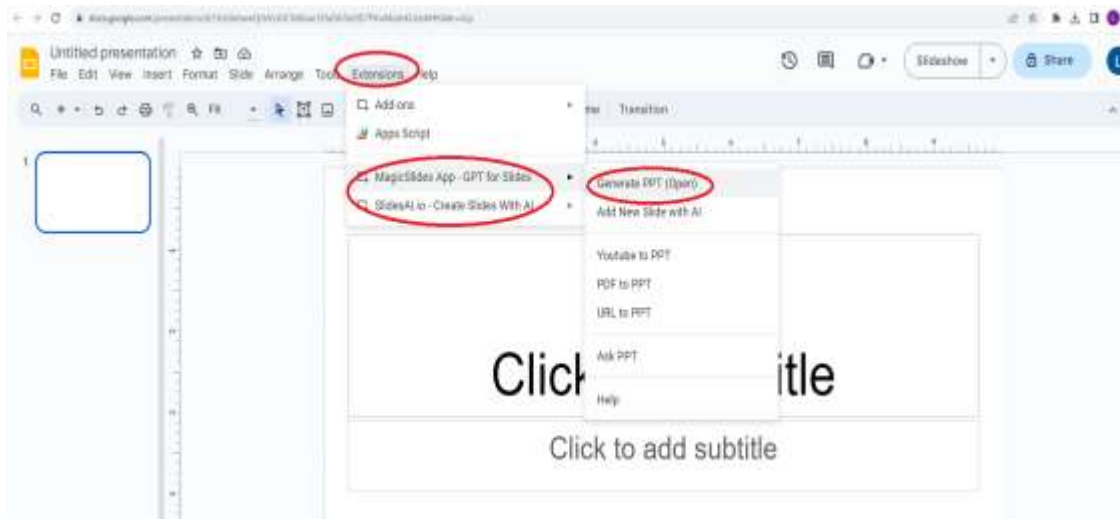 Untitled presentation
File Edit View Insert Format Slide Arrange Tools Extensions Help
Slideshow
Share
Fit
Transition
Add-ons
Apps Script
MagicSlides App - GPT for Slides
SlidesAI.io - Create Slides With AI
Generate PPT (Open)
Add New Slide with AI
Youtube to PPT
PDF to PPT
URL to PPT
Ask PPT
Help
1
Click itle
Click to add subtitle